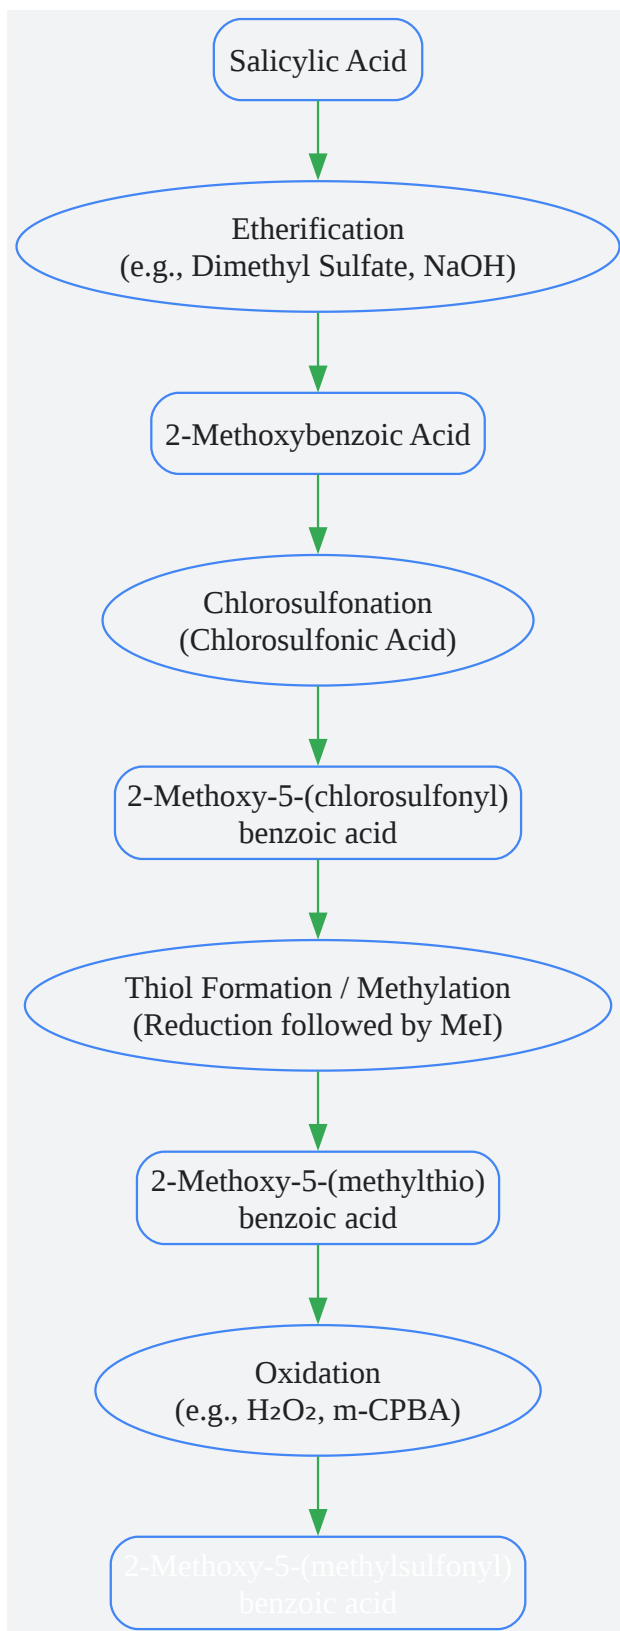 Salicylic Acid
Etherification
(e.g., Dimethyl Sulfate, NaOH)
2-Methoxybenzoic Acid
Chlorosulfonation
(Chlorosulfonic Acid)
2-Methoxy-5-(chlorosulfonyl)
benzoic acid
Thiol Formation / Methylation
(Reduction followed by MeI)
2-Methoxy-5-(methylthio)
benzoic acid
Oxidation
(e.g., H₂O₂, m-CPBA)
2-Methoxy-5-(methylsulfonyl)
benzoic acid